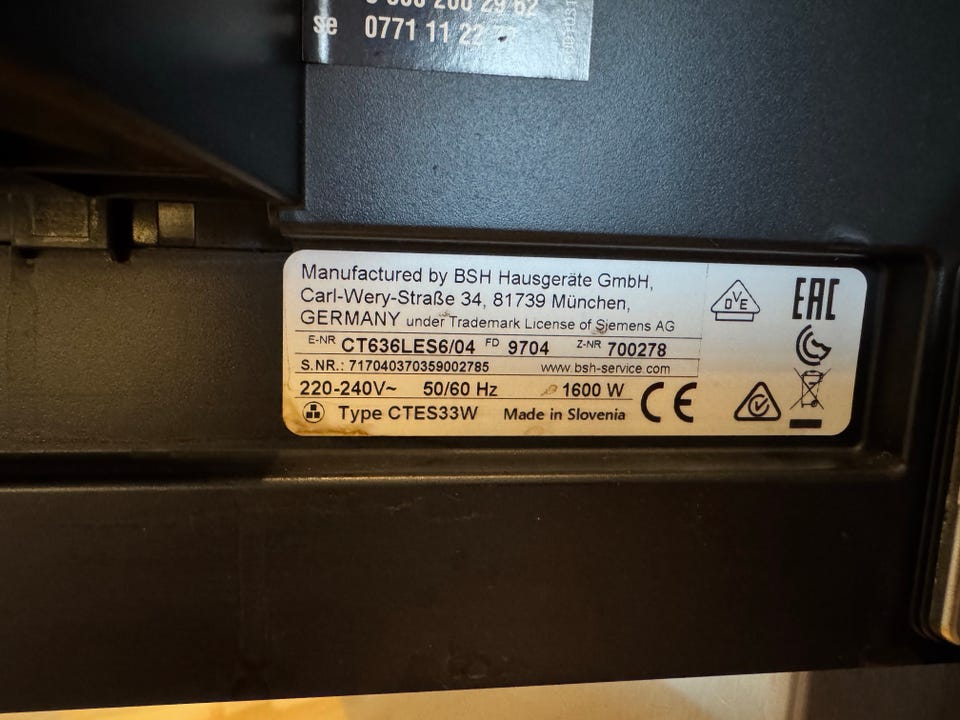 se 0771 11 22
Manufactured by BSH Hausgeräte GmbH,
Carl-Wery-Straße 34, 81739 München,
GERMANY under Trademark License of Siemens AG
E-NR CT636LES6/04 FD 9704 Z-NR 700278
S.NR.: 717040370359002785 www.bsh-service.com
220-240V~ 50/60 Hz 1600 W
Type CTES33W Made in Slovenia CE
OVE
EAC